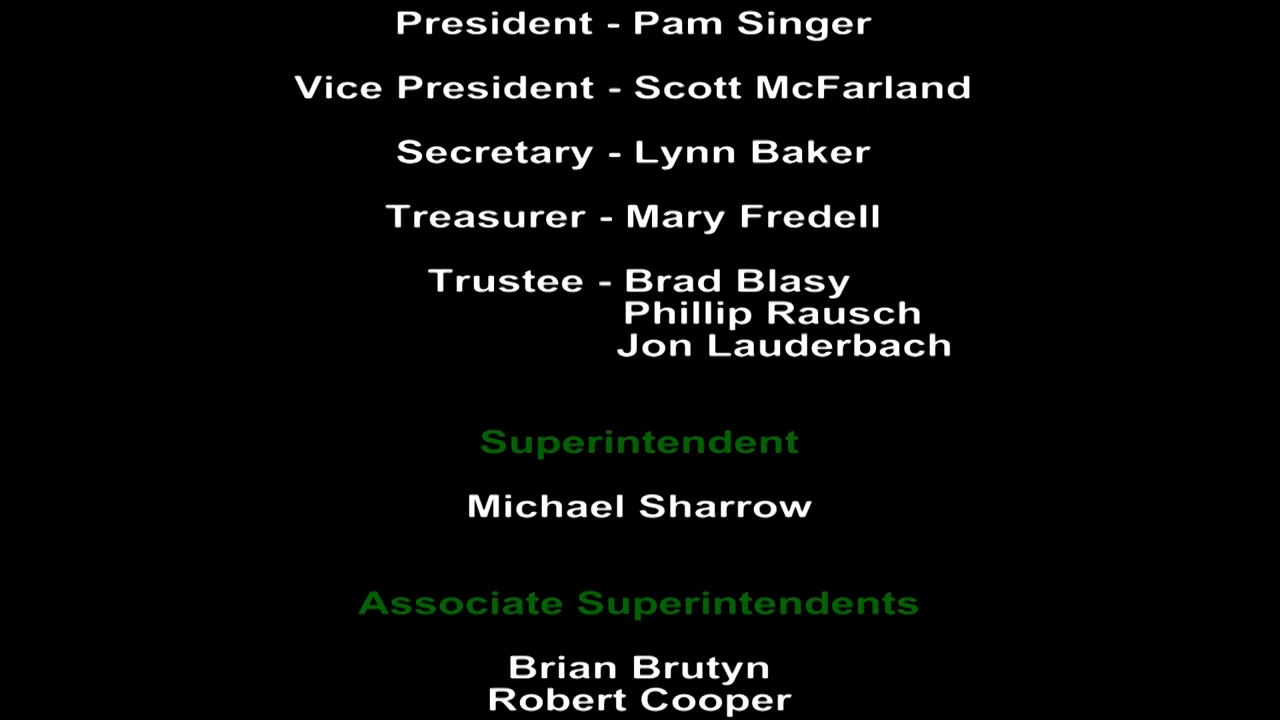 President - Pam Singer
Vice President - Scott McFarland
Secretary - Lynn Baker
Treasurer - Mary Fredell
Trustee - Brad Blasy
Phillip Rausch
Jon Lauderbach
Superintendent
Michael Sharrow
Associate Superintendents
Brian Brutyn
Robert Cooper